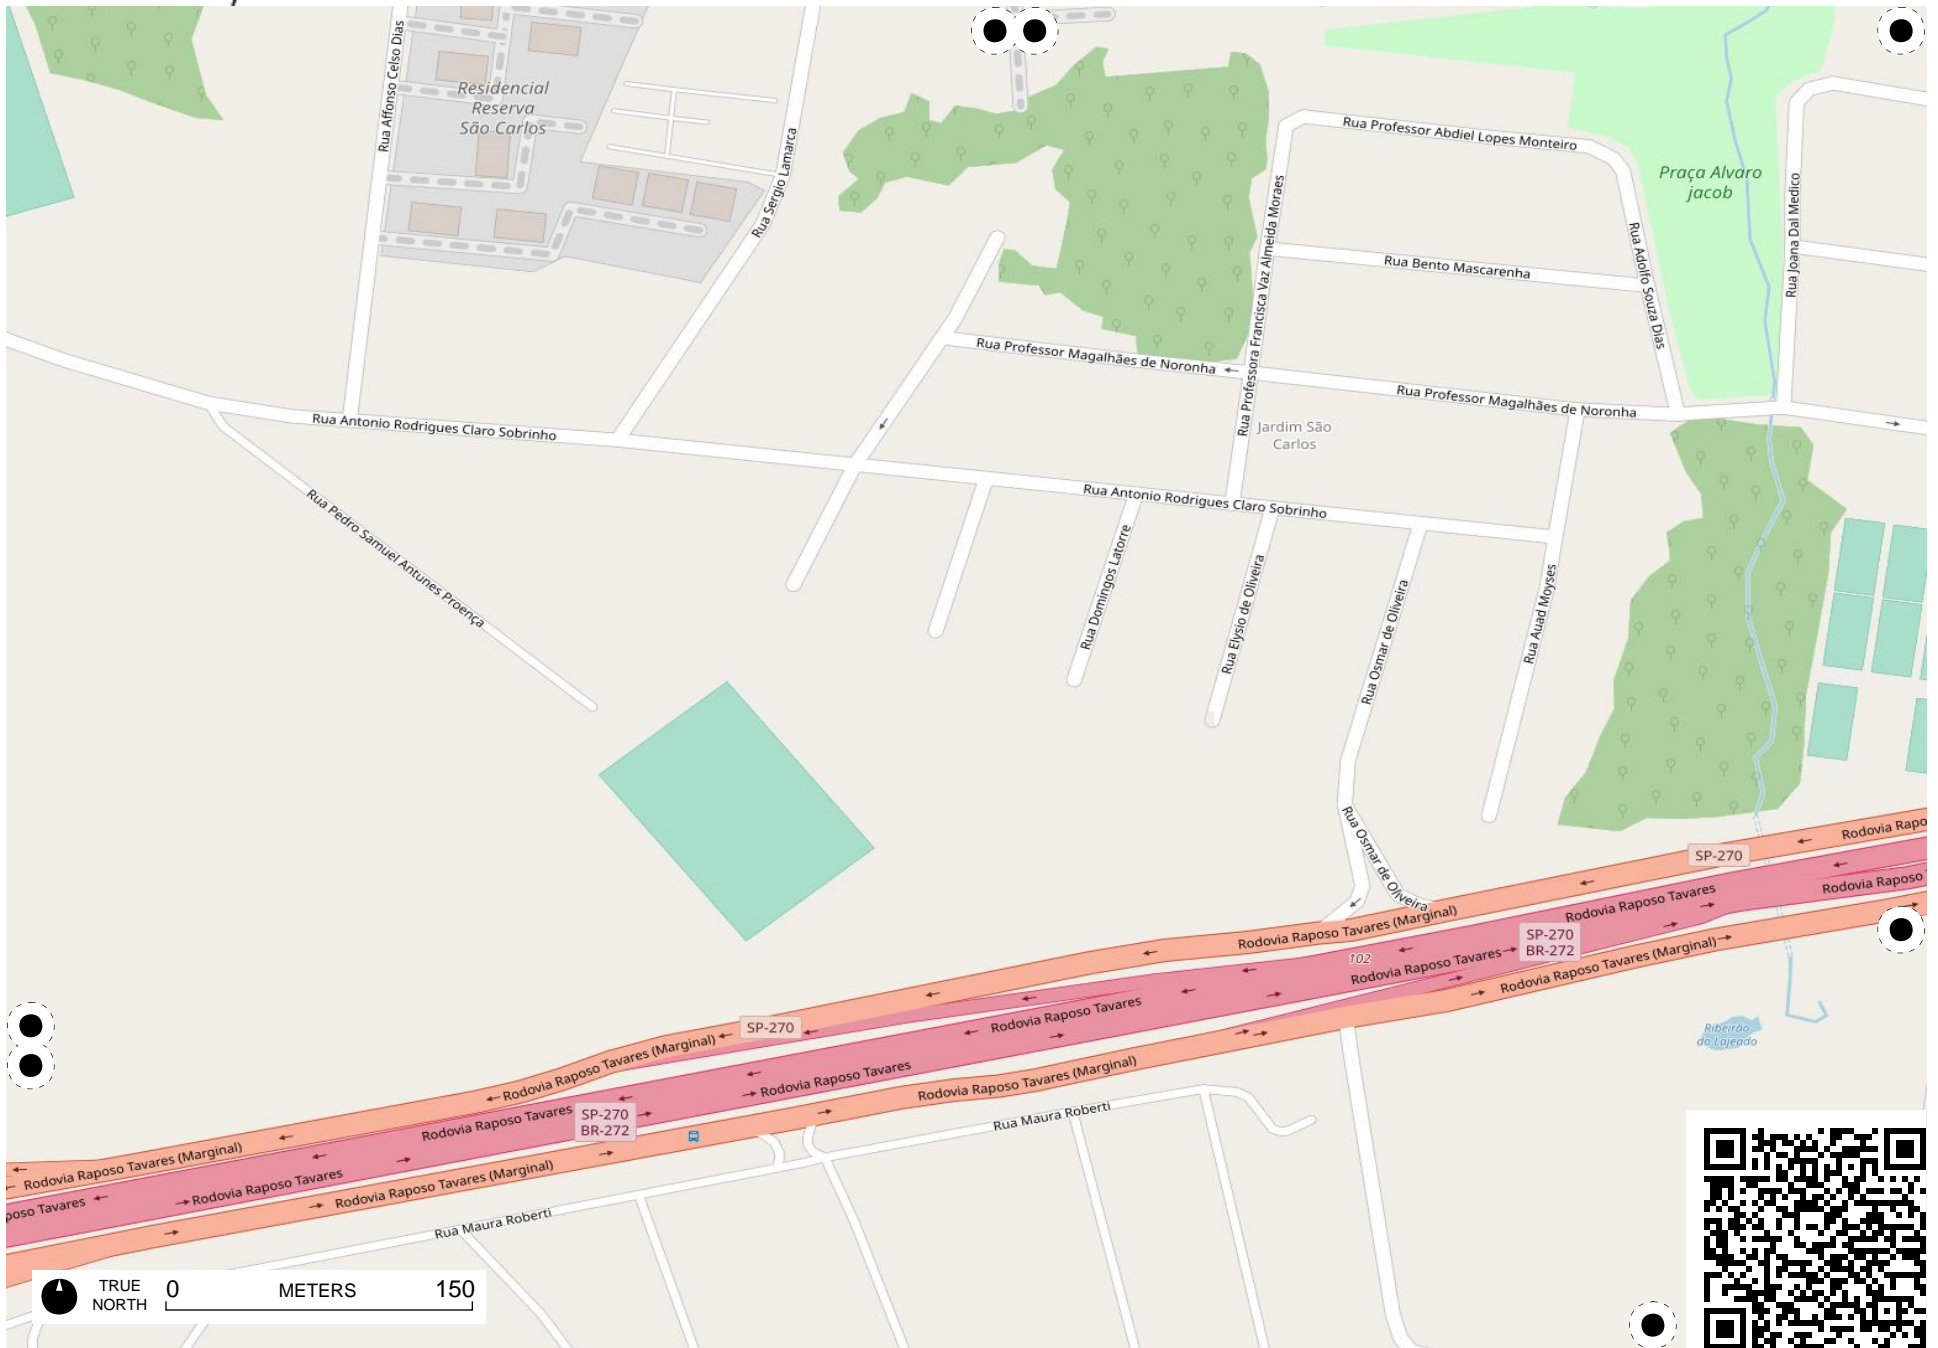 Rua Affonso Celso Dias
Residencial
Reserva
São Carlos
Rua Sergio Lamarca
Rua Professor Abdiel Lopes Monteiro
Praça Alvaro
jacob
Rua Joana Dal Medico
Rua Professora Francisca Vaz Almeida Moraes
Rua Adolfo Souza Dias
Rua Bento Mascarenha
Rua Professor Magalhães de Noronha
Rua Professor Magalhães de Noronha
Rua Antonio Rodrigues Claro Sobrinho
Jardim São
Carlos
Rua Antonio Rodrigues Claro Sobrinho
Rua Pedro Samuel Antunes Proença
Rua Domingos Latorre
Rua Elysio de Oliveira
Rua Osmar de Oliveira
Rua Auad Moyses
Rua Osmar de Oliveira
Rodovia Rapo
SP-270
Rodovia Raposo T
Rodovia Raposo Tavares
Rodovia Raposo Tavares (Marginal)
SP-270
BR-272
102
Rodovia Raposo Tavares
Rodovia Raposo Tavares (Marginal)
SP-270
Rodovia Raposo Tavares
Ribeirão
do Lajeado
Rodovia Raposo Tavares (Marginal)
Rodovia Raposo Tavares
Rodovia Raposo Tavares (Marginal)
SP-270
BR-272
Rodovia Raposo Tavares
Rua Maura Roberti
Rodovia Raposo Tavares (Marginal)
Rodovia Raposo Tavares
Rodovia Raposo Tavares (Marginal)
poso Tavares
Rua Maura Roberti
TRUE
NORTH
0 METERS 150